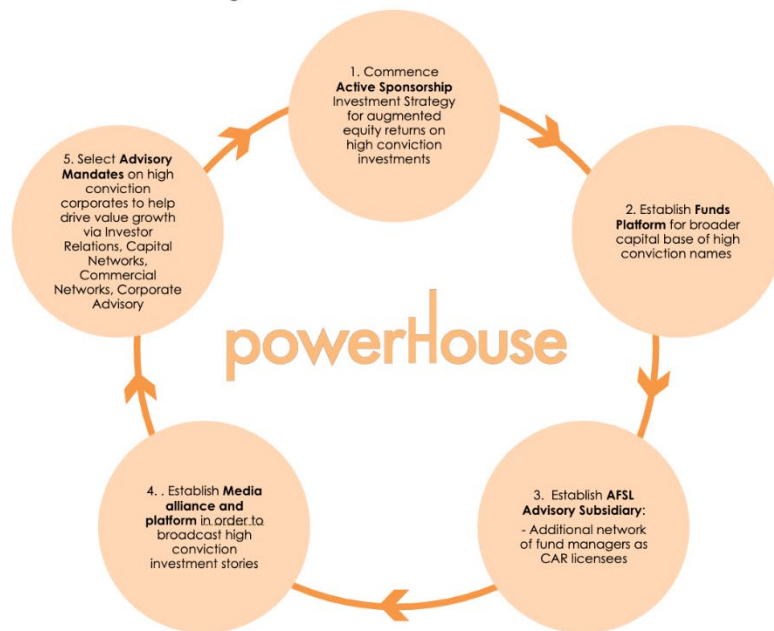 1. Commence
Active Sponsorship
Investment Strategy
for augmented
equity returns on
high conviction
investments
2. Establish Funds
Platform for broader
capital base of high
conviction names
3. Establish AFSL
Advisory Subsidiary:
- Additional network
of fund managers as
CAR licensees
4. . Establish Media
alliance and
platform in order to
broadcast high
conviction
investment stories
5. Select Advisory
Mandates on high
conviction
corporates to help
drive value growth
via Investor
Relations, Capital
Networks,
Commercial
Networks, Corporate
Advisory
powerHouse